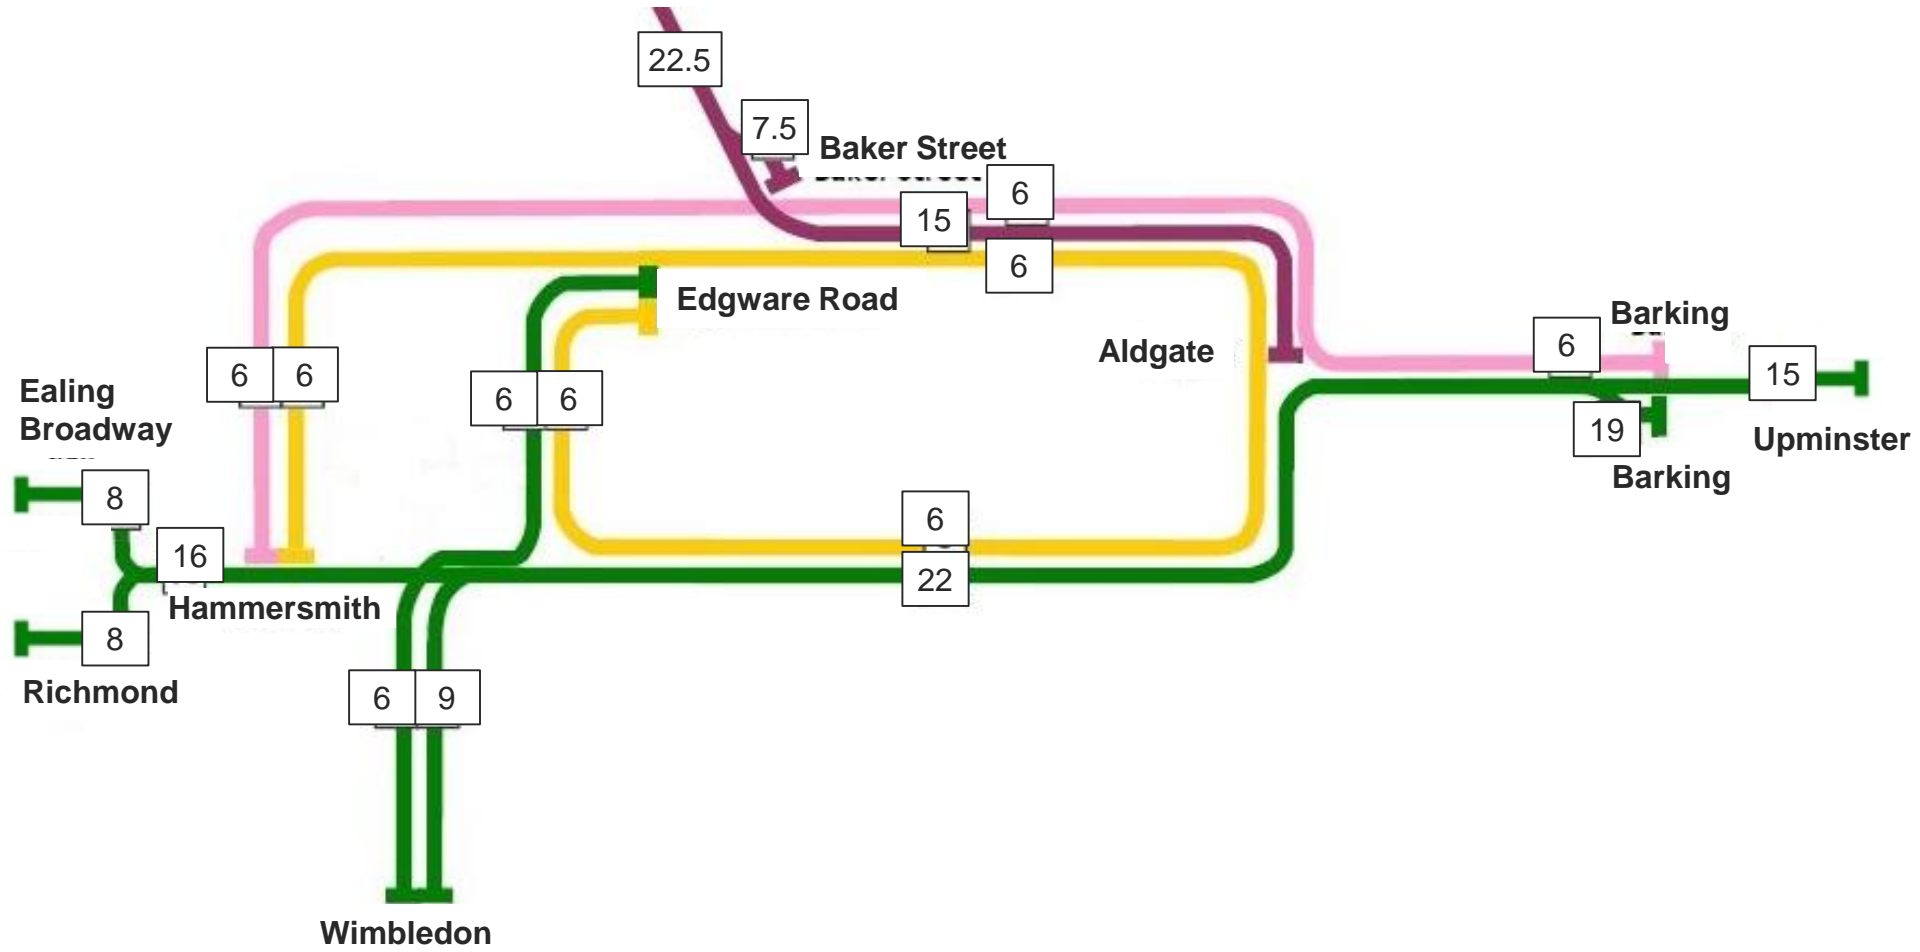 22.5
7.5
Baker Street
6
15
6
Edgware Road
Barking
6
Aldgate
6
6
15
Ealing
Broadway
6
6
19
Upminster
Barking
8
6
16
22
Hammersmith
8
Richmond
6
9
Wimbledon